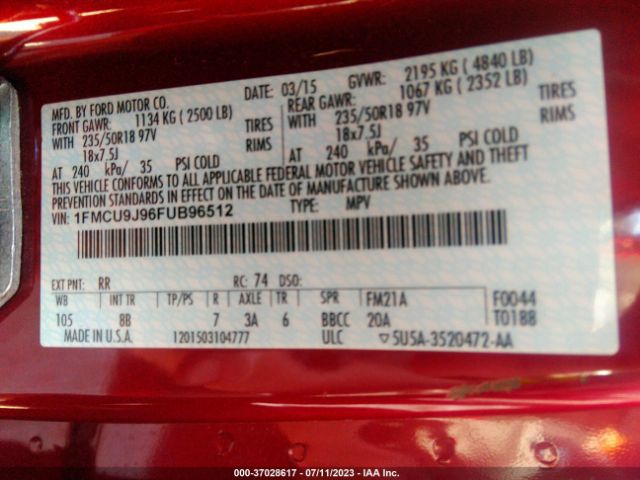 MFD. BY FORD MOTOR CO. DATE: 03/15 GVWR: 2195 KG ( 4840 LB)
FRONT GAWR: 1134 KG ( 2500 LB) REAR GAWR: 1067 KG ( 2352 LB)
WITH 235/50R18 97V TIRES WITH 235/50R18 97V TIRES
18x7.5J RIMS 18x7.5J RIMS
AT 240 kPa/ 35 PSI COLD AT 240 kPa/ 35 PSI COLD
THIS VEHICLE CONFORMS TO ALL APPLICABLE FEDERAL MOTOR VEHICLE SAFETY AND THEFT
PREVENTION STANDARDS IN EFFECT ON THE DATE OF MANUFACTURE SHOWN ABOVE.
VIN: 1FMCU9J96FUB96512 TYPE: MPV
EXT PNT: RR RC: 74 DSO:
WB INT TR TP/PS R AXLE TR SPR FM21A F0044
105 8B 7 3A 6 BBCC 20A T0188
MADE IN U.S.A. 1201503104777 ULC 5U5A-3520472-AA
000-37028617 - 07/11/2023 - IAA Inc.